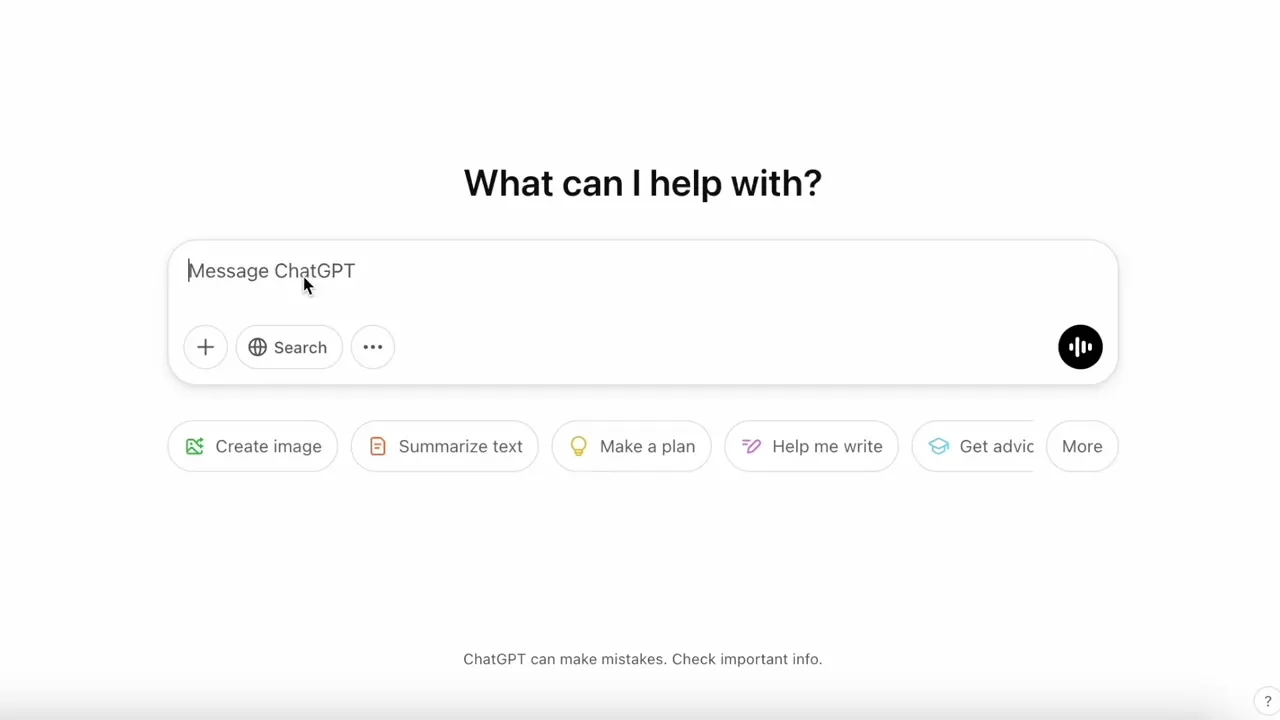 What can I help with?
Message ChatGPT
Search
Create image
Summarize text
Make a plan
Help me write
Get advic
More
ChatGPT can make mistakes. Check important info.
?